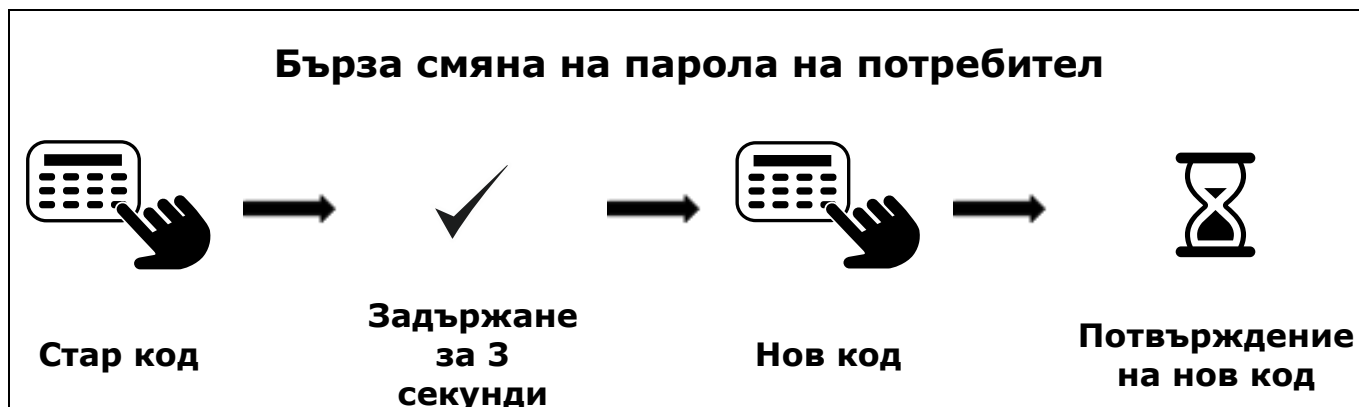 Бърза смяна на парола на потребител
Стар код
Задържане
за 3
секунди
Нов код
Потвърждение
на нов код